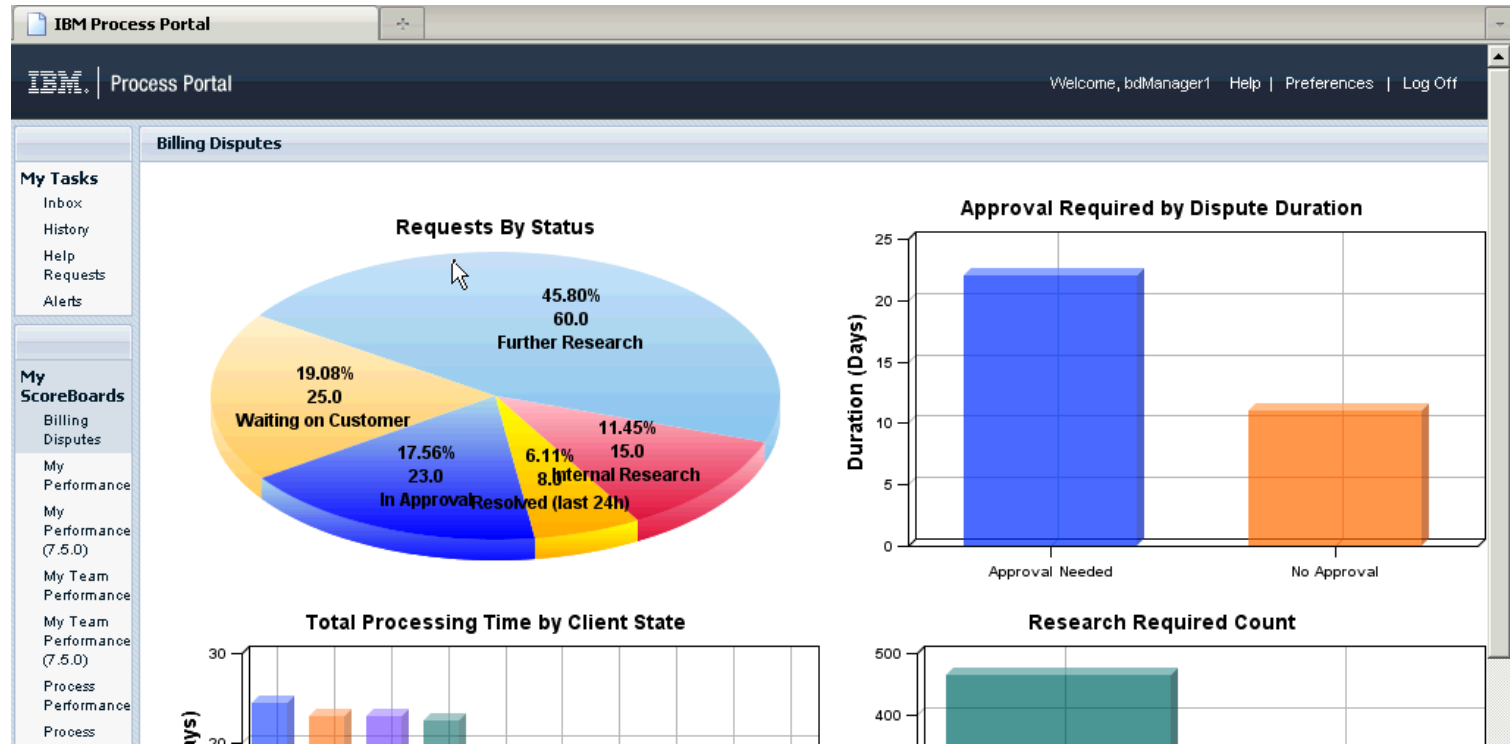 IBM Process Portal
IBM. | Process Portal
Welcome, bdManager1 Help | Preferences | Log Off
Billing Disputes
My Tasks
Inbox
History
Help
Requests
Alerts
My
ScoreBoards
Billing
Disputes
My
Performance
My
Performance
(7.5.0)
My Team
Performance
My Team
Performance
(7.5.0)
Process
Performance
Process
Requests By Status
45.80%
60.0
Further Research
19.08%
25.0
Waiting on Customer
17.56%
23.0
In Approval
6.11%
8.0
Resolved (last 24h)
11.45%
15.0
Internal Research
Approval Required by Dispute Duration
Duration (Days)
25
20
15
10
5
0
Approval Needed
No Approval
Total Processing Time by Client State
30
20
Research Required Count
500
400